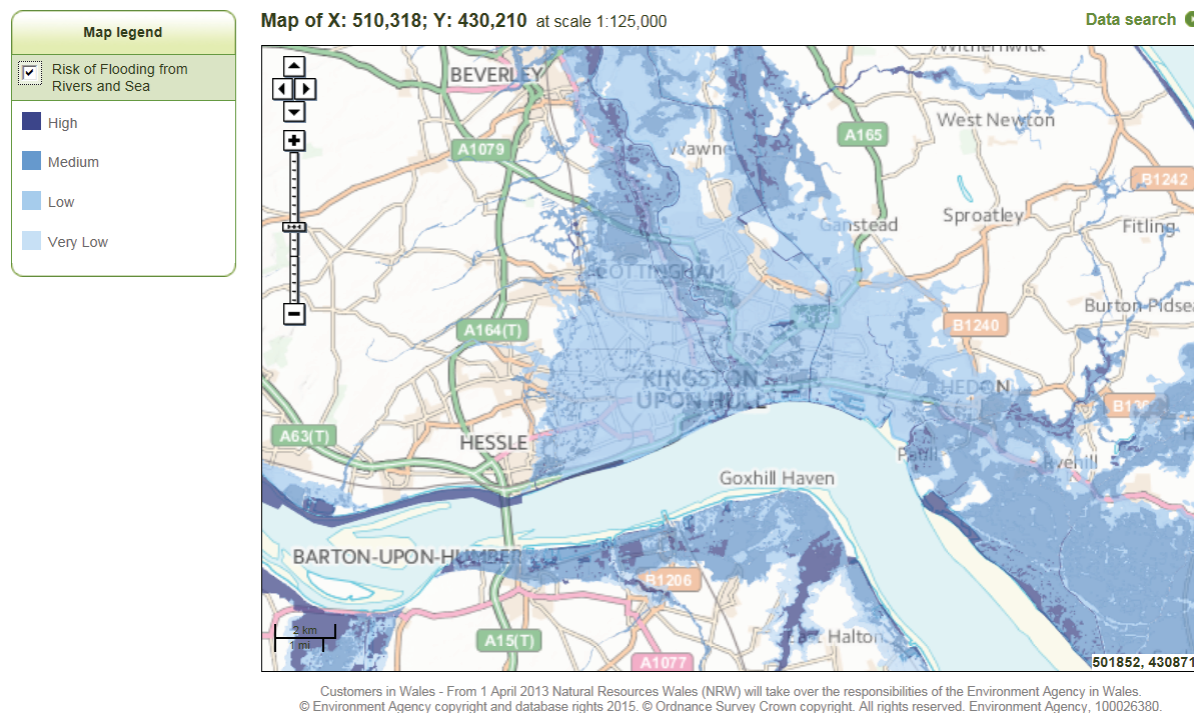 Map legend
Risk of Flooding from
Rivers and Sea
High
Medium
Low
Very Low
Map of X: 510,318; Y: 430,210 at scale 1:125,000
Data search
Withernwick
BEVERLEY
A165
West Newton
A1079
Wawne
B1242
Sproatley
Ganstead
Fitling
COTTINGHAM
A164(T)
B1240
KINGSTON
UPON HULL
HEDON
A63(T)
HESSLE
Paull
Ryehill
Goxhill Haven
BARTON-UPON-HUMBER
B1206
2 km
1 mi
A15(T)
East Halton
A1077
501852, 430871
Customers in Wales - From 1 April 2013 Natural Resources Wales (NRW) will take over the responsibilities of the Environment Agency in Wales.
© Environment Agency copyright and database rights 2015. © Ordnance Survey Crown copyright. All rights reserved. Environment Agency, 100026380.